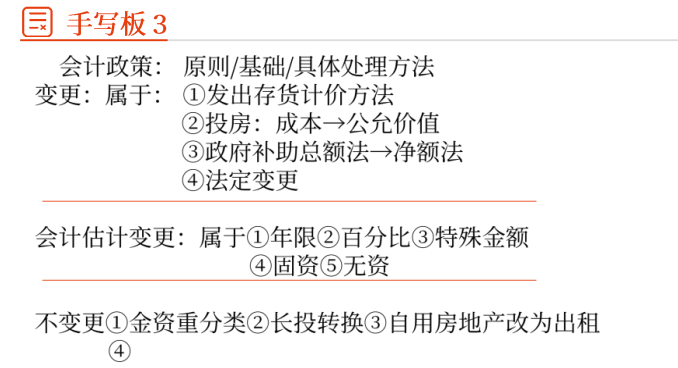 手写板 3
会计政策： 原则/基础/具体处理方法
变更：属于： ①发出存货计价方法
②投房：成本→公允价值
③政府补助总额法→净额法
④法定变更
会计估计变更：属于①年限②百分比③特殊金额
④固资⑤无资
不变更①金资重分类②长投转换③自用房地产改为出租
④